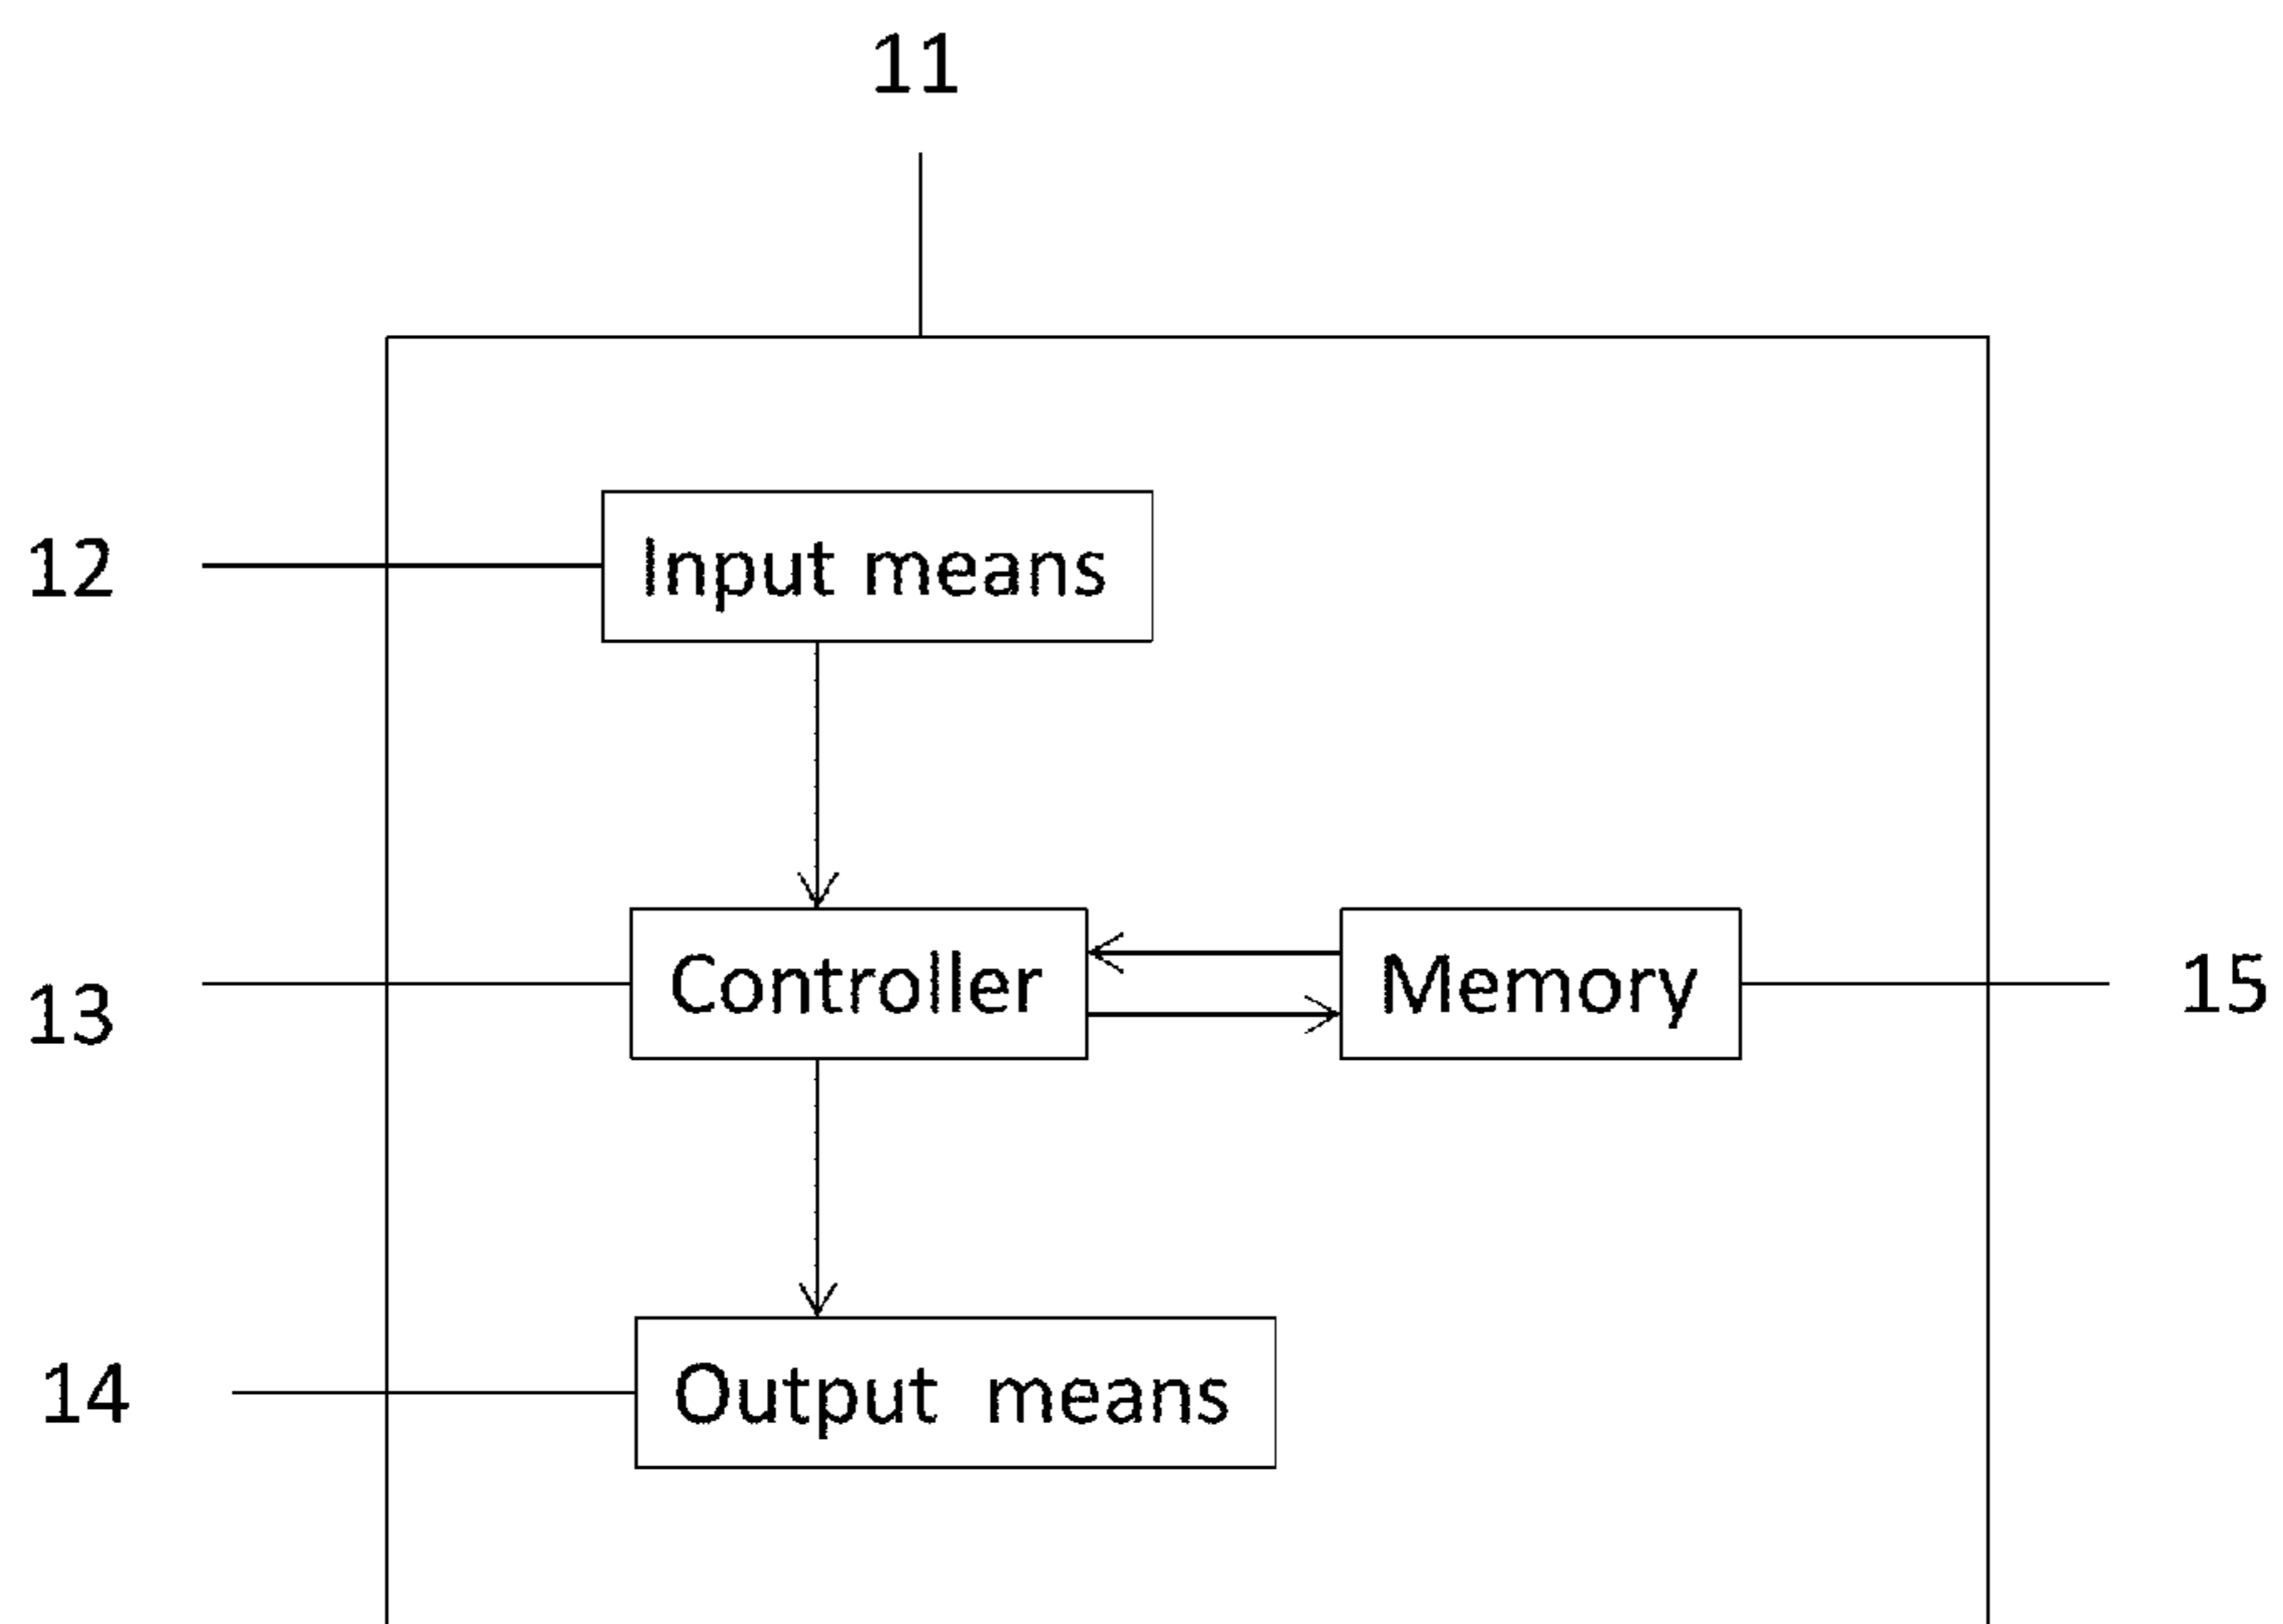 11
12
Input means
13
Controller
Memory
15
14
Output means